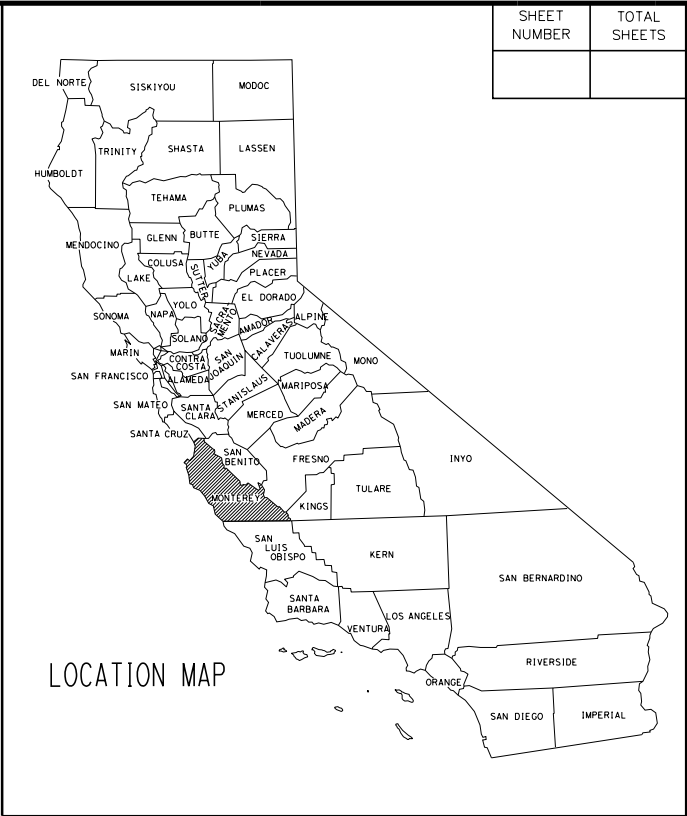 SHEET
NUMBER
TOTAL
SHEETS
DEL NORTE
SISKIYOU
MODOC
TRINITY
SHASTA
LASSEN
HUMBOLDT
TEHAMA
PLUMAS
MENDOCINO
GLENN
BUTTE
SIERRA
NEVADA
YUBA
COLUSA
SUTTER
PLACER
LAKE
EL DORADO
YOLO
SONOMA
NAPA
SACRA
MENTO
AMADOR
ALPINE
SOLANO
CALAVERAS
MARIN
CONTRA
COSTA
SAN
JOAQUIN
TUOLUMNE
MONO
SAN FRANCISCO
ALAMEDA
STANISLAUS
MARIPOSA
SAN MATEO
SANTA
CLARA
MERCED
MADERA
SANTA CRUZ
SAN
BENITO
FRESNO
INYO
MONTEREY
TULARE
KINGS
SAN
LUIS
OBISPO
KERN
SAN BERNARDINO
SANTA
BARBARA
VENTURA
LOS ANGELES
RIVERSIDE
ORANGE
SAN DIEGO
IMPERIAL
LOCATION MAP